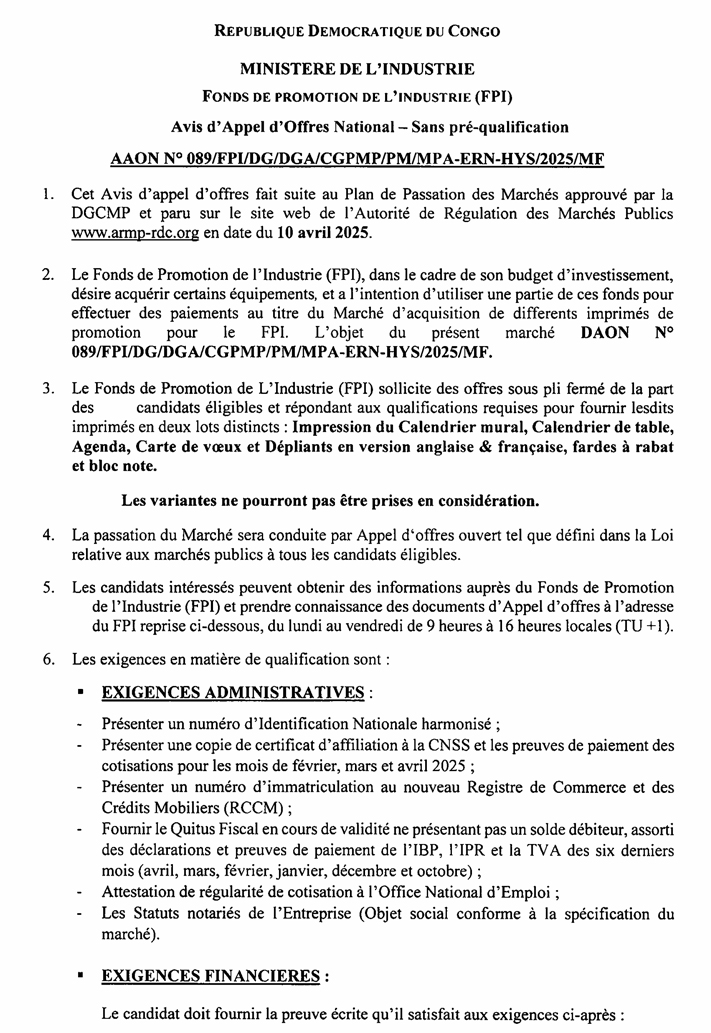 REPUBLIQUE DEMOCRATIQUE DU CONGO
MINISTERE DE L'INDUSTRIE
FONDS DE PROMOTION DE L'INDUSTRIE (FPI)
Avis d'Appel d'Offres National – Sans pré-qualification
AAON N° 089/FPI/DG/DGA/CGPMP/PM/MPA-ERN-HYS/2025/MF
1. Cet Avis d'appel d'offres fait suite au Plan de Passation des Marchés approuvé par la
DGCMP et paru sur le site web de l'Autorité de Régulation des Marchés Publics
www.armp-rdc.org en date du 10 avril 2025.
2. Le Fonds de Promotion de l'Industrie (FPI), dans le cadre de son budget d'investissement,
désire acquérir certains équipements, et a l'intention d'utiliser une partie de ces fonds pour
effectuer des paiements au titre du Marché d'acquisition de differents imprimés de
promotion pour le FPI. L'objet du présent marché DAON N°
089/FPI/DG/DGA/CGPMP/PM/MPA-ERN-HYS/2025/MF.
3. Le Fonds de Promotion de L'Industrie (FPI) sollicite des offres sous pli fermé de la part
des candidats éligibles et répondant aux qualifications requises pour fournir lesdits
imprimés en deux lots distincts : Impression du Calendrier mural, Calendrier de table,
Agenda, Carte de vœux et Dépliants en version anglaise & française, fardes à rabat
et bloc note.
Les variantes ne pourront pas être prises en considération.
4. La passation du Marché sera conduite par Appel d'offres ouvert tel que défini dans la Loi
relative aux marchés publics à tous les candidats éligibles.
5. Les candidats intéressés peuvent obtenir des informations auprès du Fonds de Promotion
de l'Industrie (FPI) et prendre connaissance des documents d'Appel d'offres à l'adresse
du FPI reprise ci-dessous, du lundi au vendredi de 9 heures à 16 heures locales (TU +1).
6. Les exigences en matière de qualification sont :
▪ EXIGENCES ADMINISTRATIVES :
- Présenter un numéro d'Identification Nationale harmonisé ;
- Présenter une copie de certificat d'affiliation à la CNSS et les preuves de paiement des
cotisations pour les mois de février, mars et avril 2025 ;
- Présenter un numéro d'immatriculation au nouveau Registre de Commerce et des
Crédits Mobiliers (RCCM) ;
- Fournir le Quitus Fiscal en cours de validité ne présentant pas un solde débiteur, assorti
des déclarations et preuves de paiement de l'IBP, l'IPR et la TVA des six derniers
mois (avril, mars, février, janvier, décembre et octobre) ;
- Attestation de régularité de cotisation à l'Office National d'Emploi ;
- Les Statuts notariés de l'Entreprise (Objet social conforme à la spécification du
marché).
▪ EXIGENCES FINANCIERES :
Le candidat doit fournir la preuve écrite qu'il satisfait aux exigences ci-après :